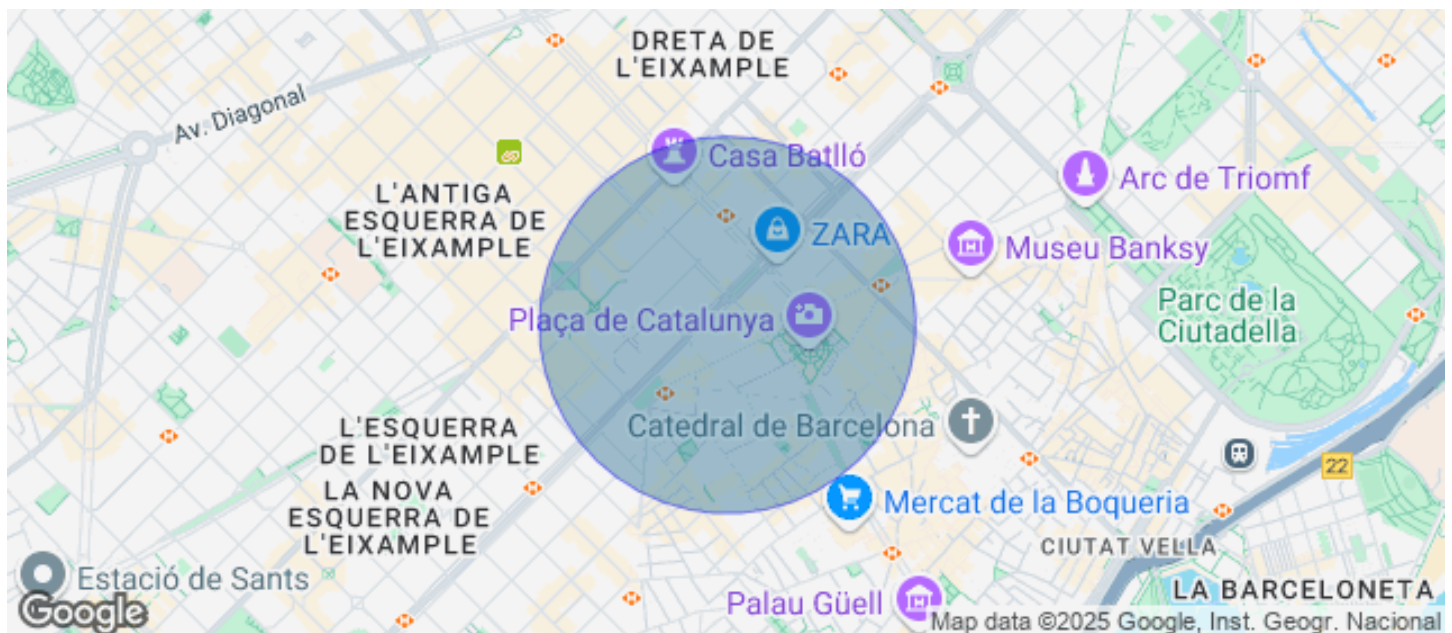 DRETA DE
L'EIXAMPLE
Av. Diagonal
Casa Batlló
Arc de Triomf
L'ANTIGA
ESQUERRA DE
L'EIXAMPLE
ZARA
Museu Banksy
Plaça de Catalunya
Parc de la
Ciutadella
L'ESQUERRA
DE L'EIXAMPLE
Catedral de Barcelona
22
LA NOVA
ESQUERRA DE
L'EIXAMPLE
Mercat de la Boqueria
CIUTAT VELLA
Estació de Sants
LA BARCELONETA
Palau Güell
Google
Map data ©2025 Google, Inst. Geogr. Nacional